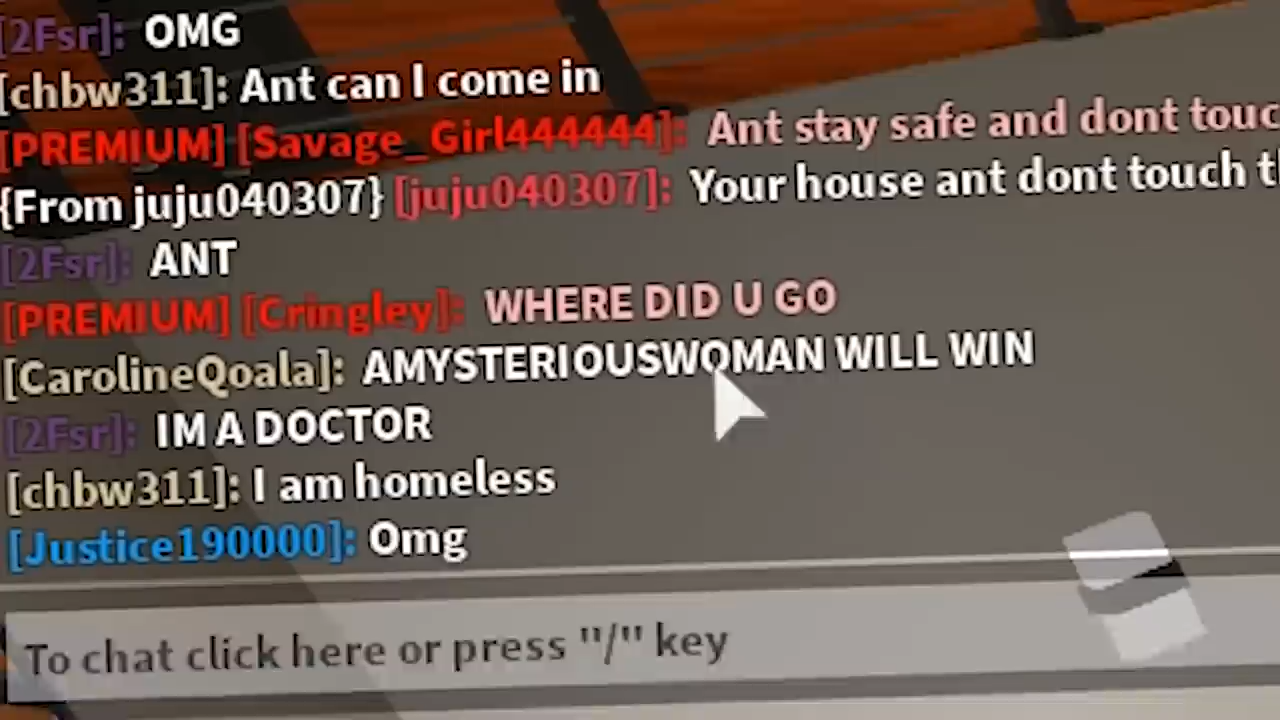 [2Fsr]: OMG
[chbw311]: Ant can I come in
[PREMIUM] [Savage_Girl444444]: Ant stay safe and dont touc
{From juju040307} [juju040307]: Your house ant dont touch t
[2Fsr]: ANT
[PREMIUM] [Cringley]: WHERE DID U GO
[CarolineQoala]: AMYSTERIOUSWOMAN WILL WIN
[2Fsr]: IM A DOCTOR
[chbw311]: I am homeless
[Justice190000]: Omg
To chat click here or press "/" key